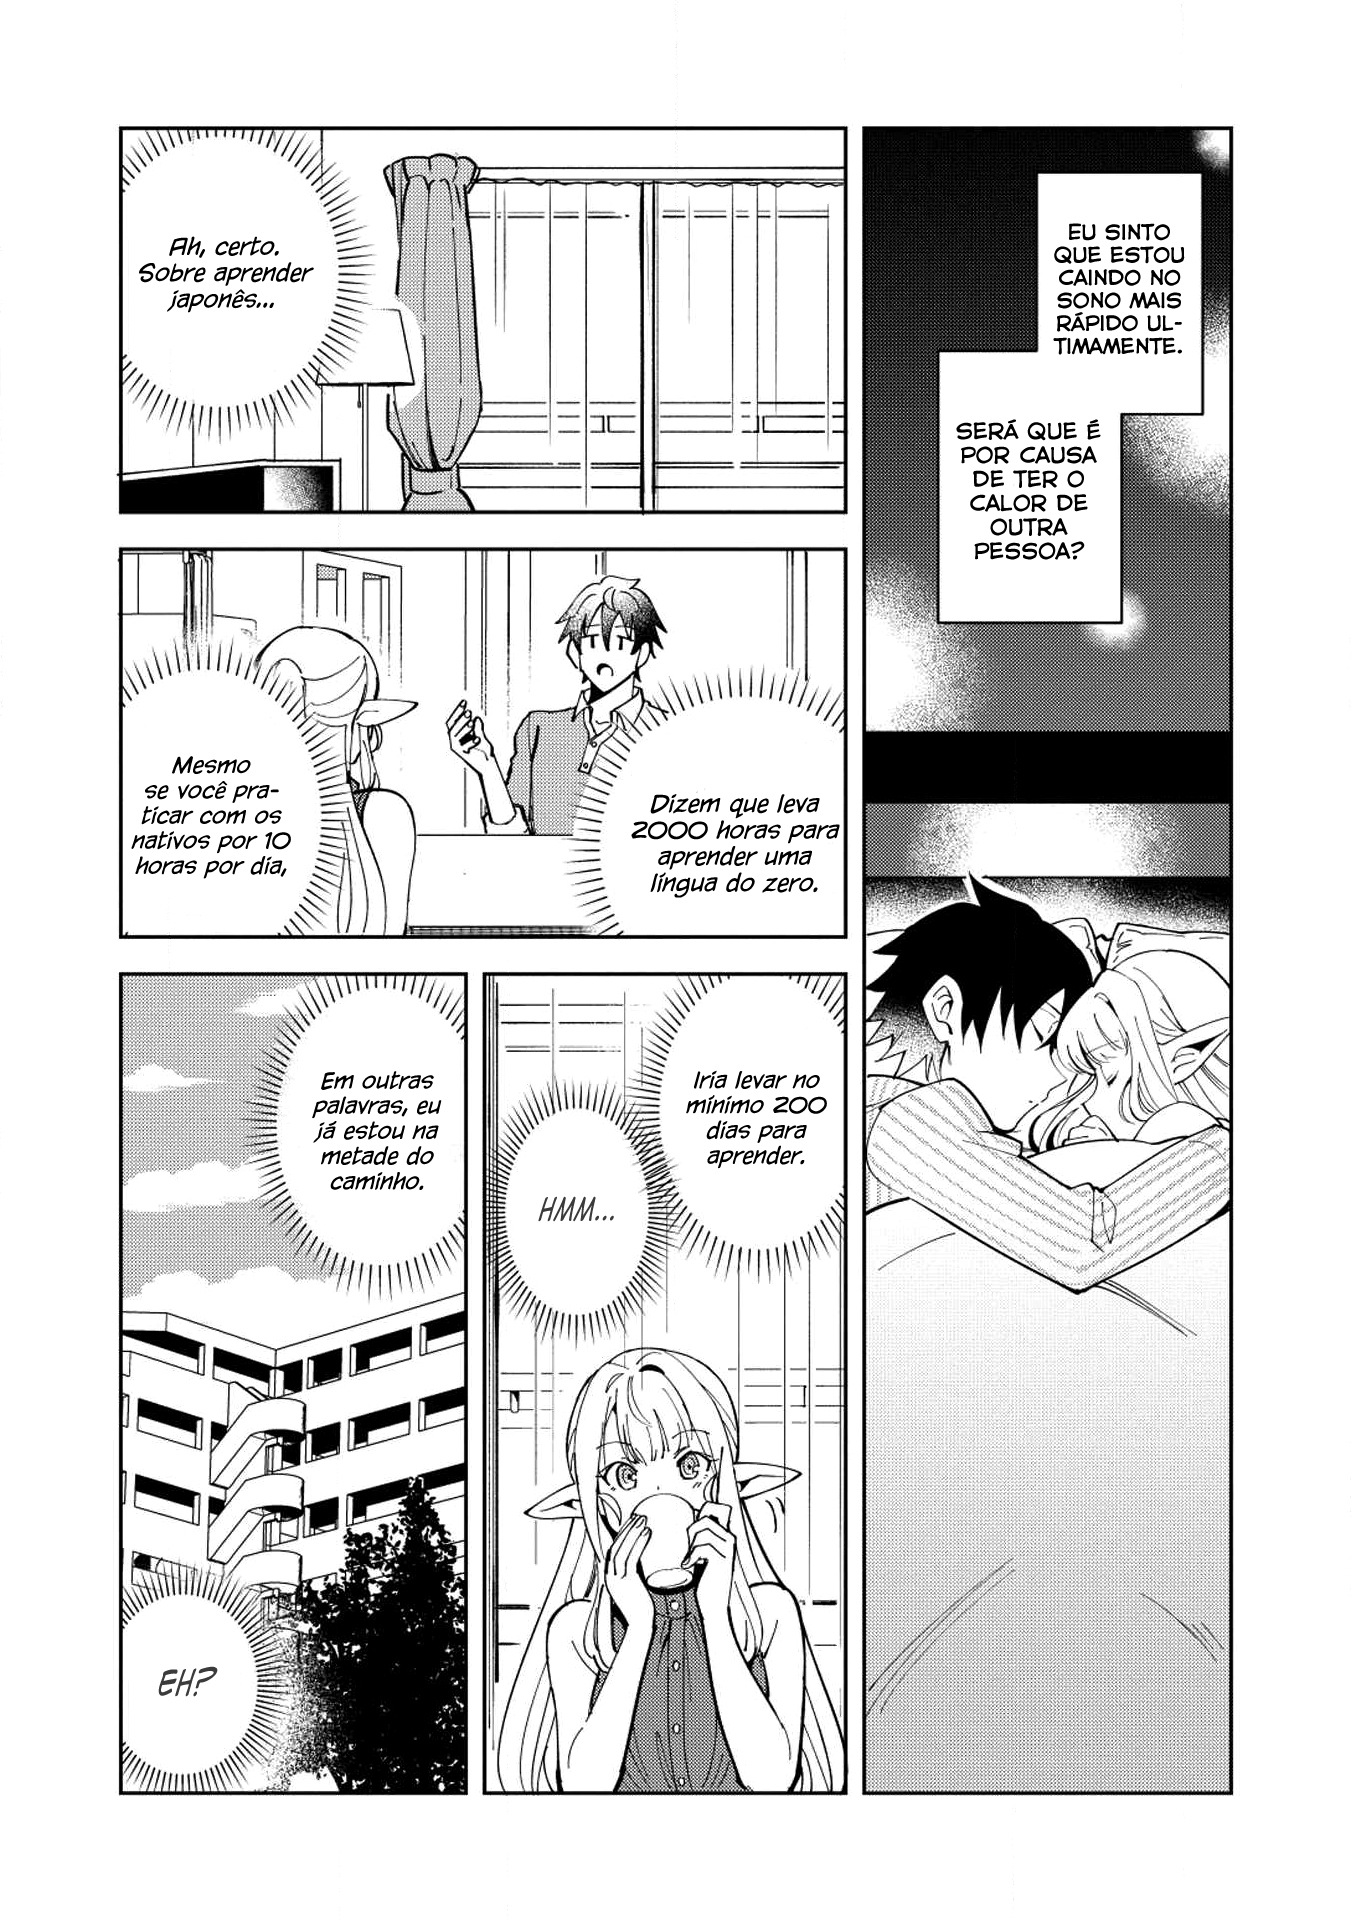 EU SINTO
QUE ESTOU
CAINDO NO
SONO MAIS
RÁPIDO UL-
TIMAMENTE.
SERÁ QUE É
POR CAUSA
DE TER O
CALOR DE
OUTRA
PESSOA?
Ah, certo.
Sobre aprender
japonês...
Dizem que leva
2000 horas para
aprender uma
língua do zero.
Mesmo
se você pra-
ticar com os
nativos por 10
horas por dia,
Iria levar no
mínimo 200
dias para
aprender.
HMM...
Em outras
palavras, eu
já estou na
metade do
caminho.
EH?